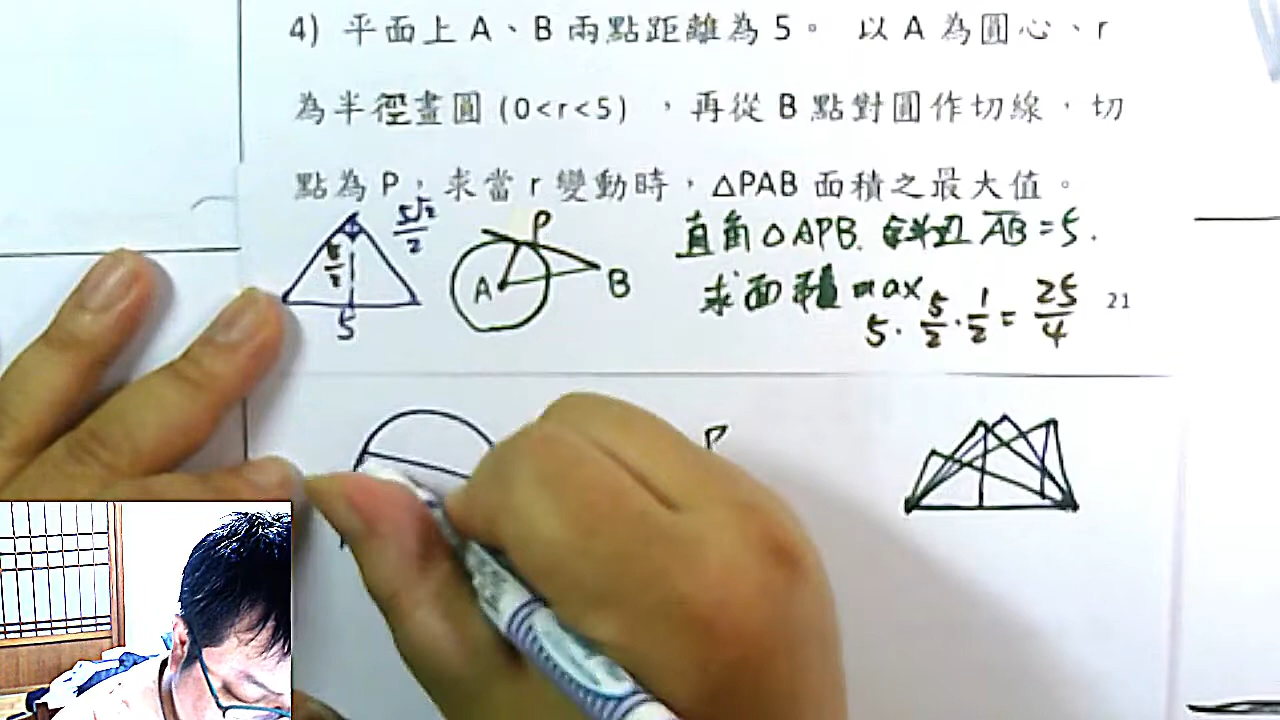 4) 平面上 A、B 兩點距離為 5。 以 A 為圓心、r
為半徑畫圓 (0<r<5) ，再從 B 點對圓作切線，切
點為 P，求當 r 變動時，△PAB 面積之最大值。
5√2/2
5/2
5
P
A
B
直角△APB. 斜边 AB = 5.
求面積 max
5 · 5/2 · 1/2 = 25/4
21
P